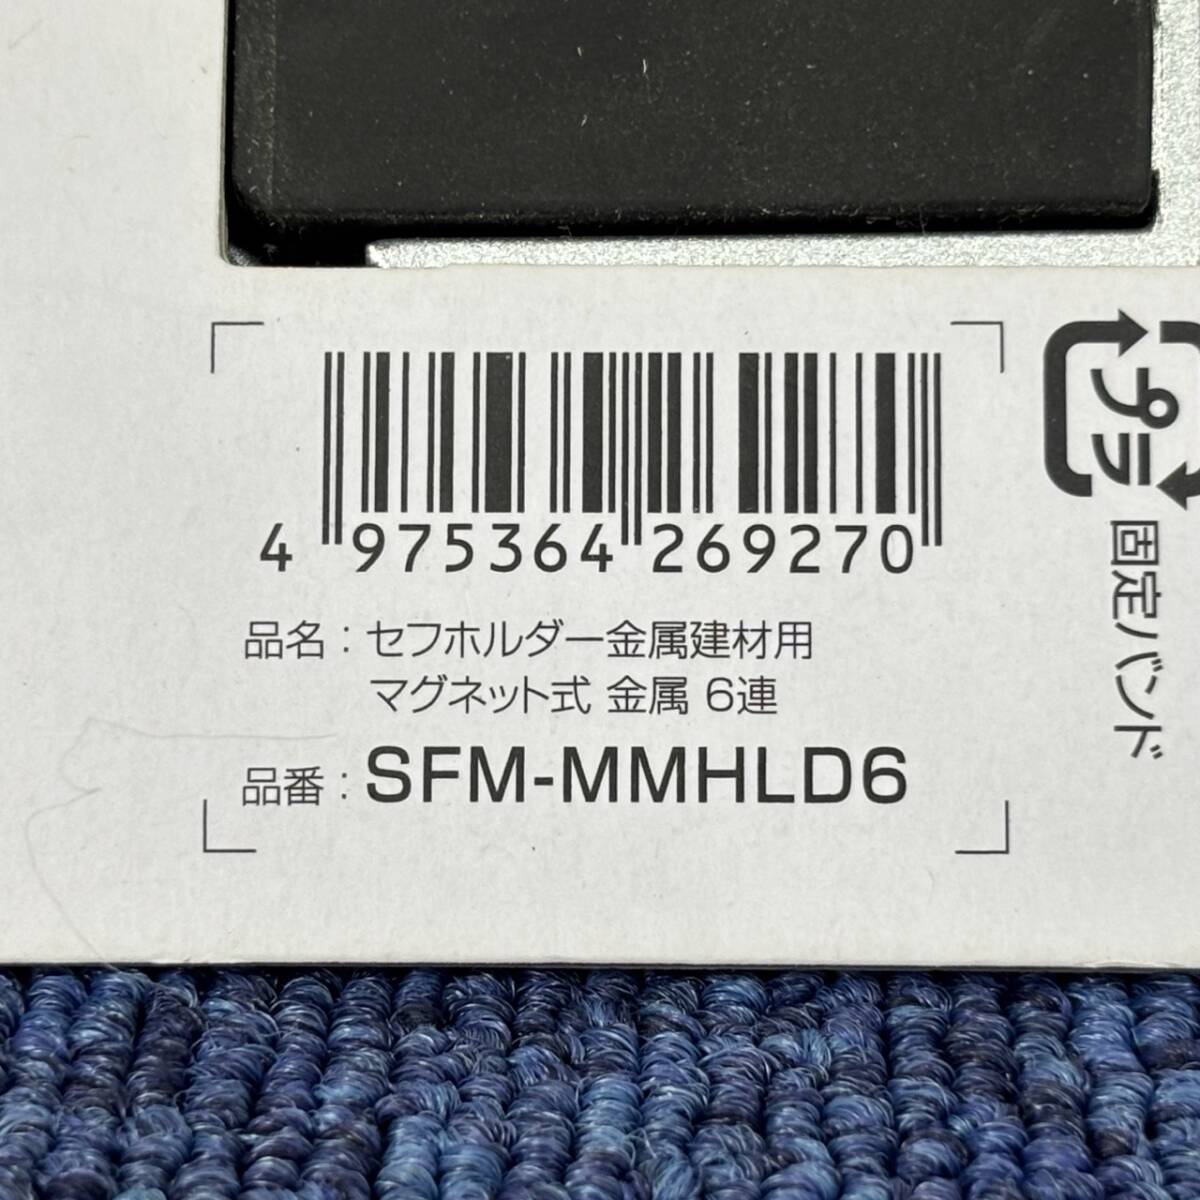 4 975364 269270
品名：セフホルダー金属建材用
マグネット式 金属 6連
品番：SFM-MMHLD6
プラ
固定バンド